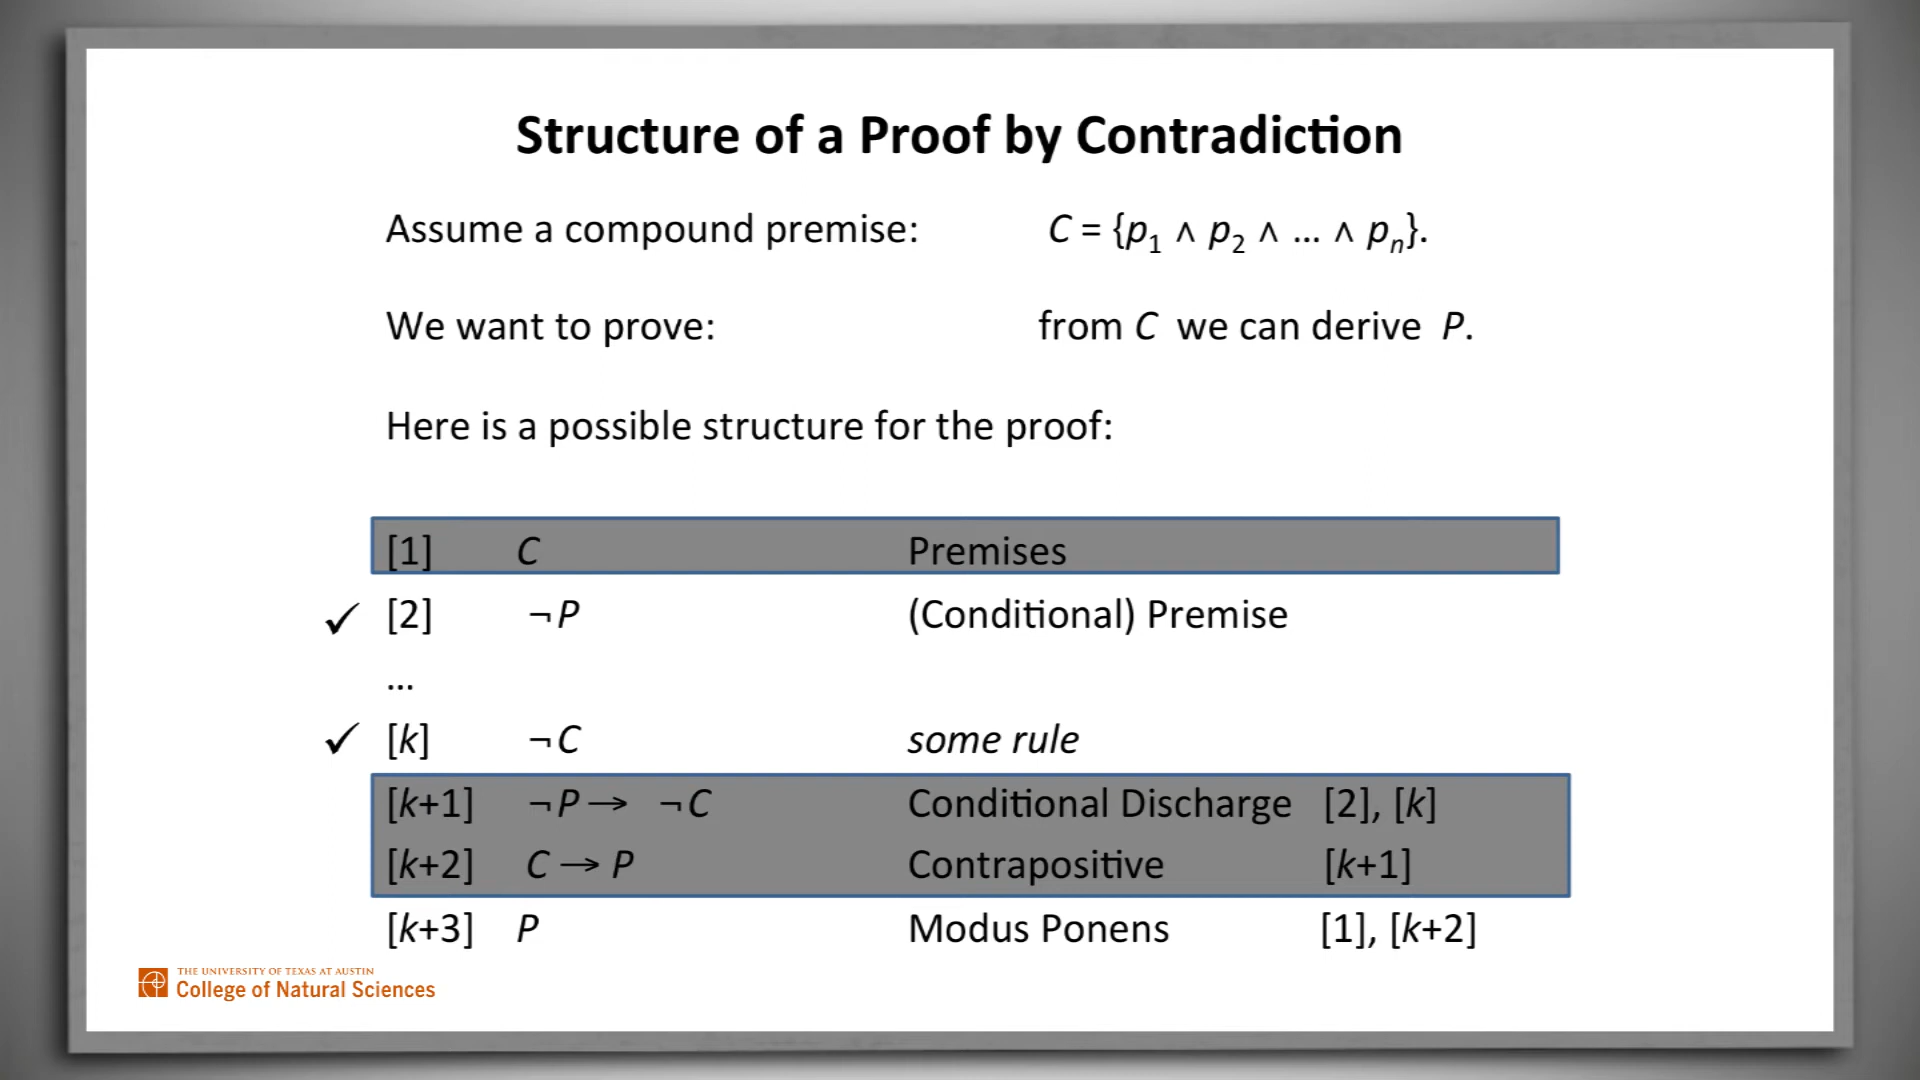 Structure of a Proof by Contradiction
Assume a compound premise: C = {p1 ∧ p2 ∧ … ∧ pn}.
We want to prove: from C we can derive P.
Here is a possible structure for the proof:
[1] C Premises
✓ [2] ¬P (Conditional) Premise
…
✓ [k] ¬C some rule
[k+1] ¬P → ¬C Conditional Discharge [2], [k]
[k+2] C → P Contrapositive [k+1]
[k+3] P Modus Ponens [1], [k+2]
THE UNIVERSITY OF TEXAS AT AUSTIN
College of Natural Sciences